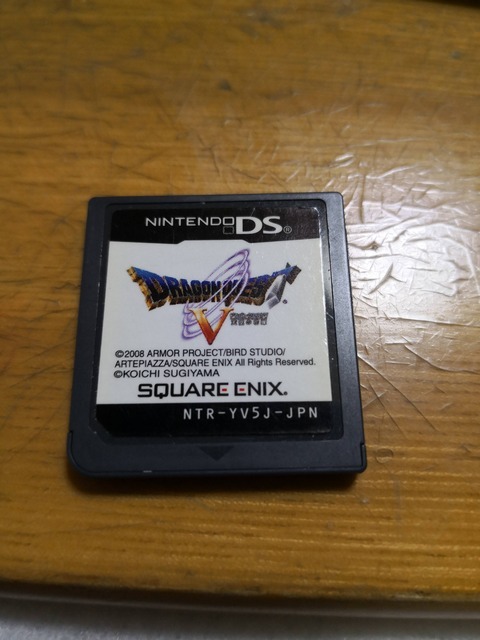 NINTENDO DS®
DRAGON QUEST
V
©2008 ARMOR PROJECT/BIRD STUDIO/
ARTEPIAZZA/SQUARE ENIX All Rights Reserved.
©KOICHI SUGIYAMA
SQUARE ENIX®
NTR-YV5J-JPN